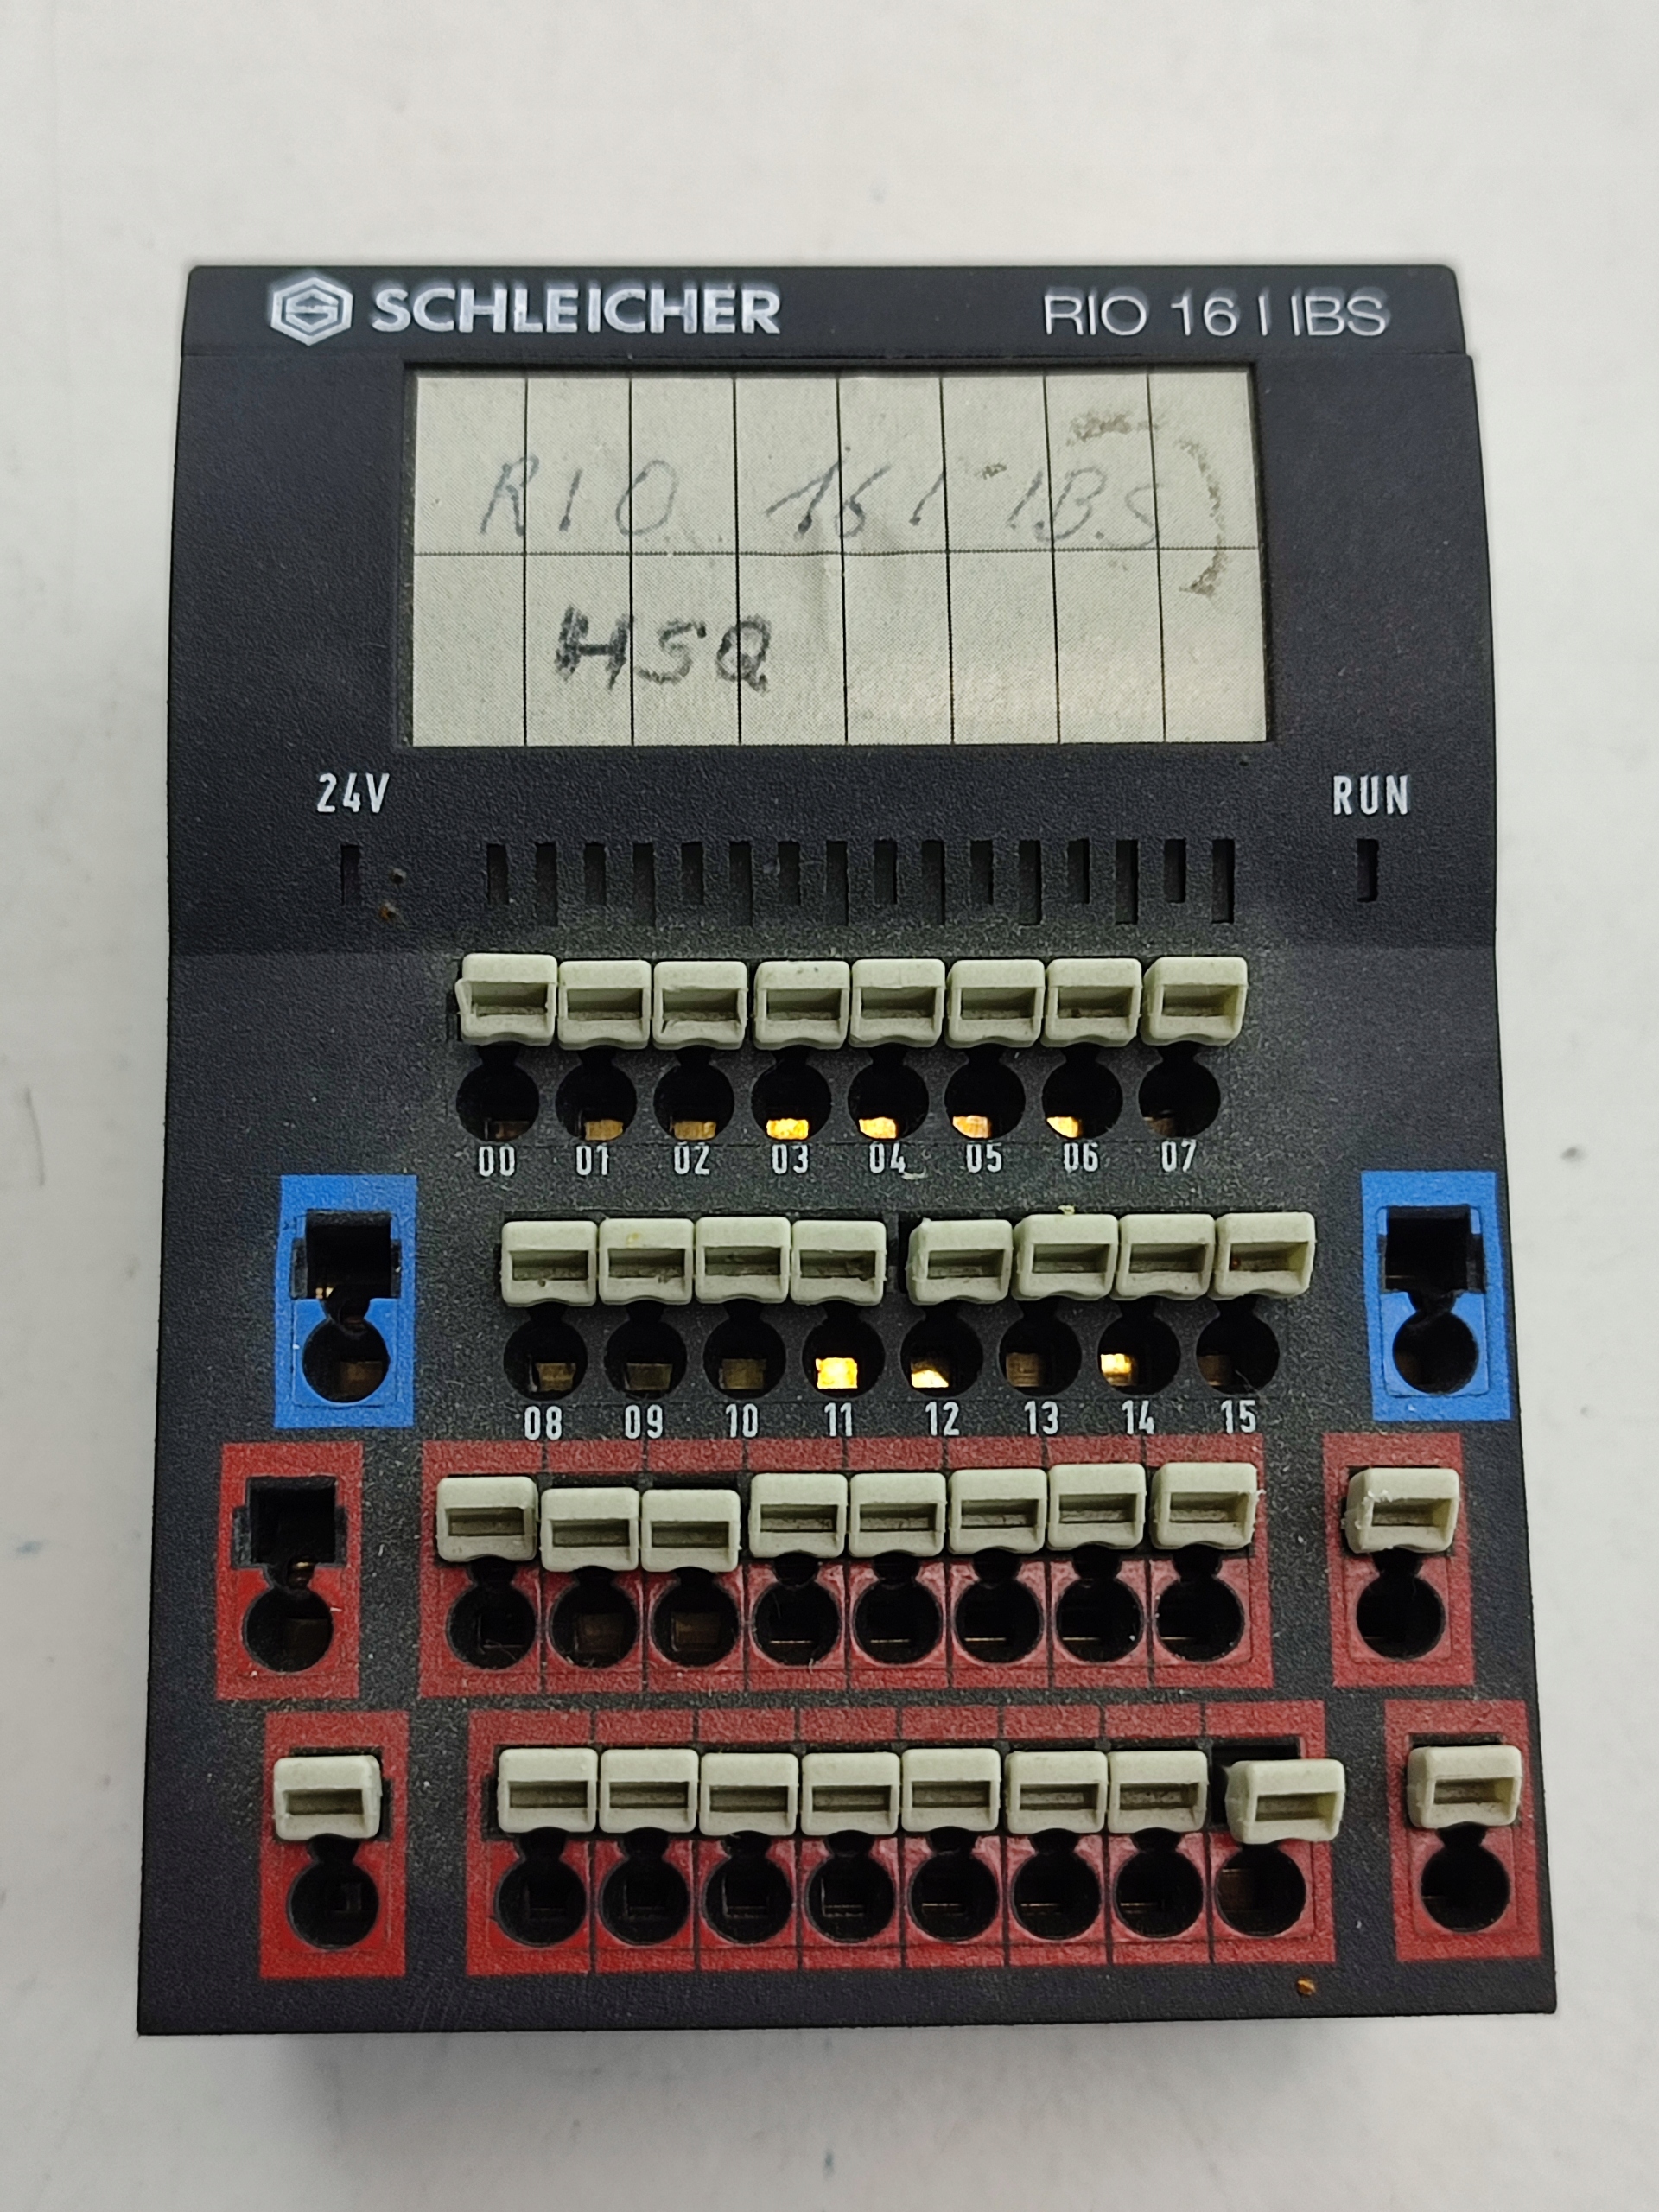 SCHLEICHER RIO 16 I IBS
RIO 16 I IBS
HSQ
24V RUN
00 01 02 03 04 05 06 07
08 09 10 11 12 13 14 15